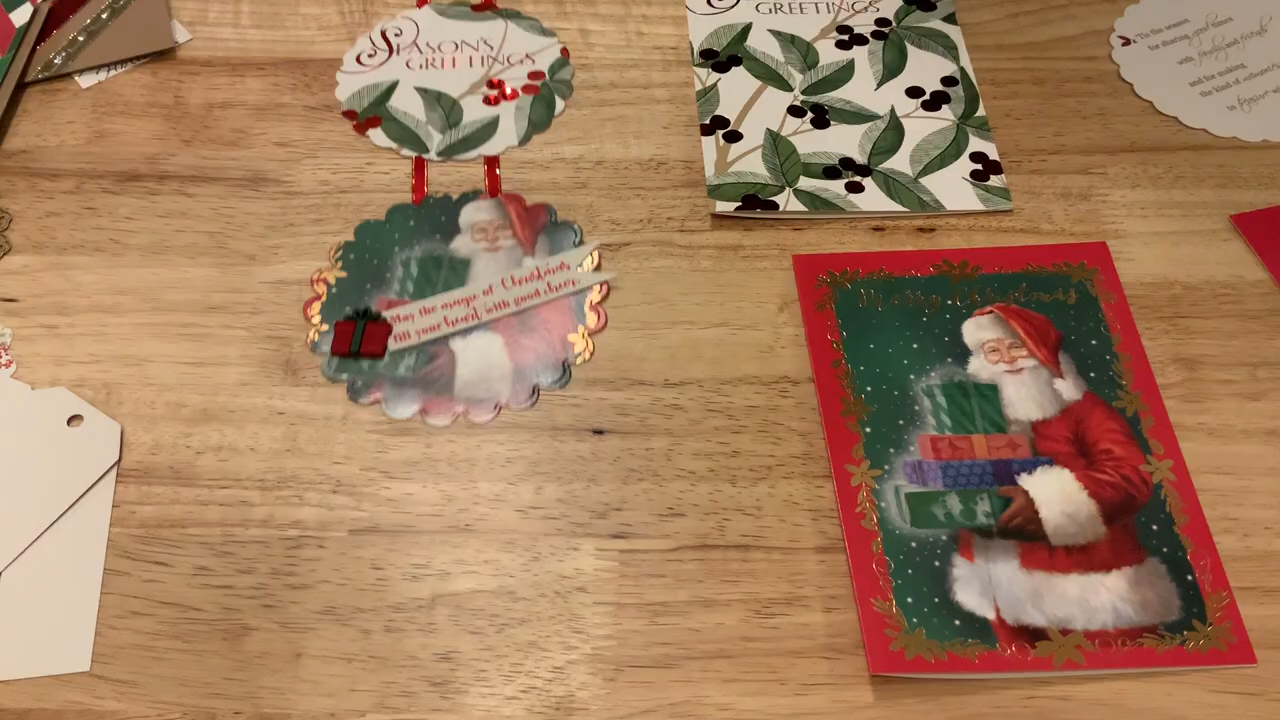 SEASON'S
GREETINGS
GREETINGS
'Tis the season
for sharing good times
with family and friends
and for making
the kind of
to
May the magic of Christmas
fill your heart with good cheer.
Merry Christmas